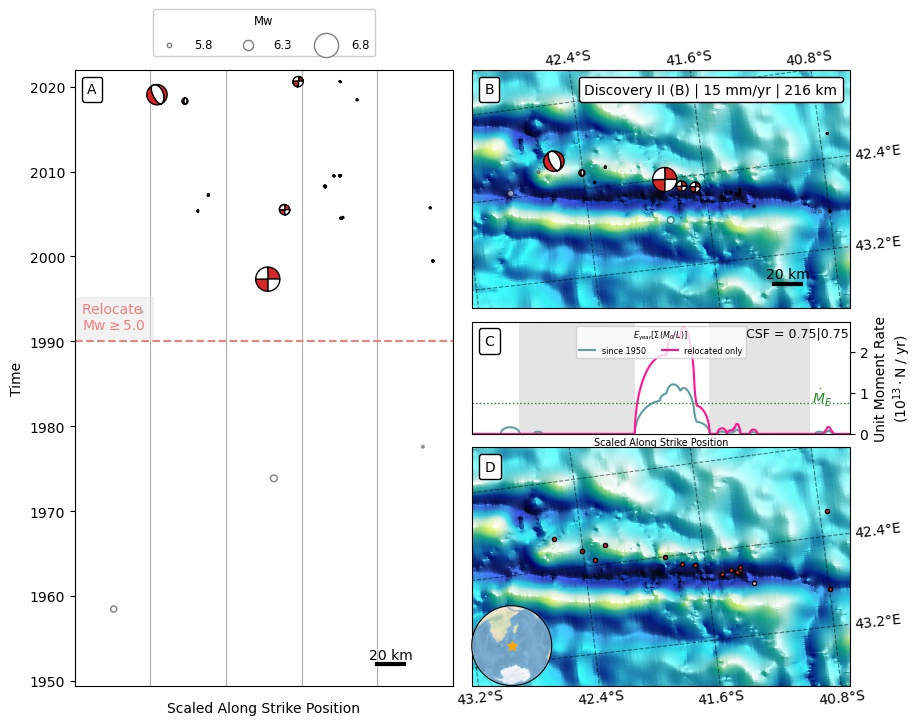 Mw
5.8
6.3
6.8
A
2020
2010
2000
1990
1980
1970
1960
1950
Time
Relocate
Mw ≥ 5.0
20 km
Scaled Along Strike Position
42.4°S
41.6°S
40.8°S
B
Discovery II (B) | 15 mm/yr | 216 km
42.4°E
43.2°E
20 km
C
E_years[Σ(M_0/L)]
since 1950
relocated only
CSF = 0.75|0.75
Ṁ_E
2
1
0
Unit Moment Rate
(10^13 · N / yr)
Scaled Along Strike Position
D
42.4°E
43.2°E
43.2°S
42.4°S
41.6°S
40.8°S